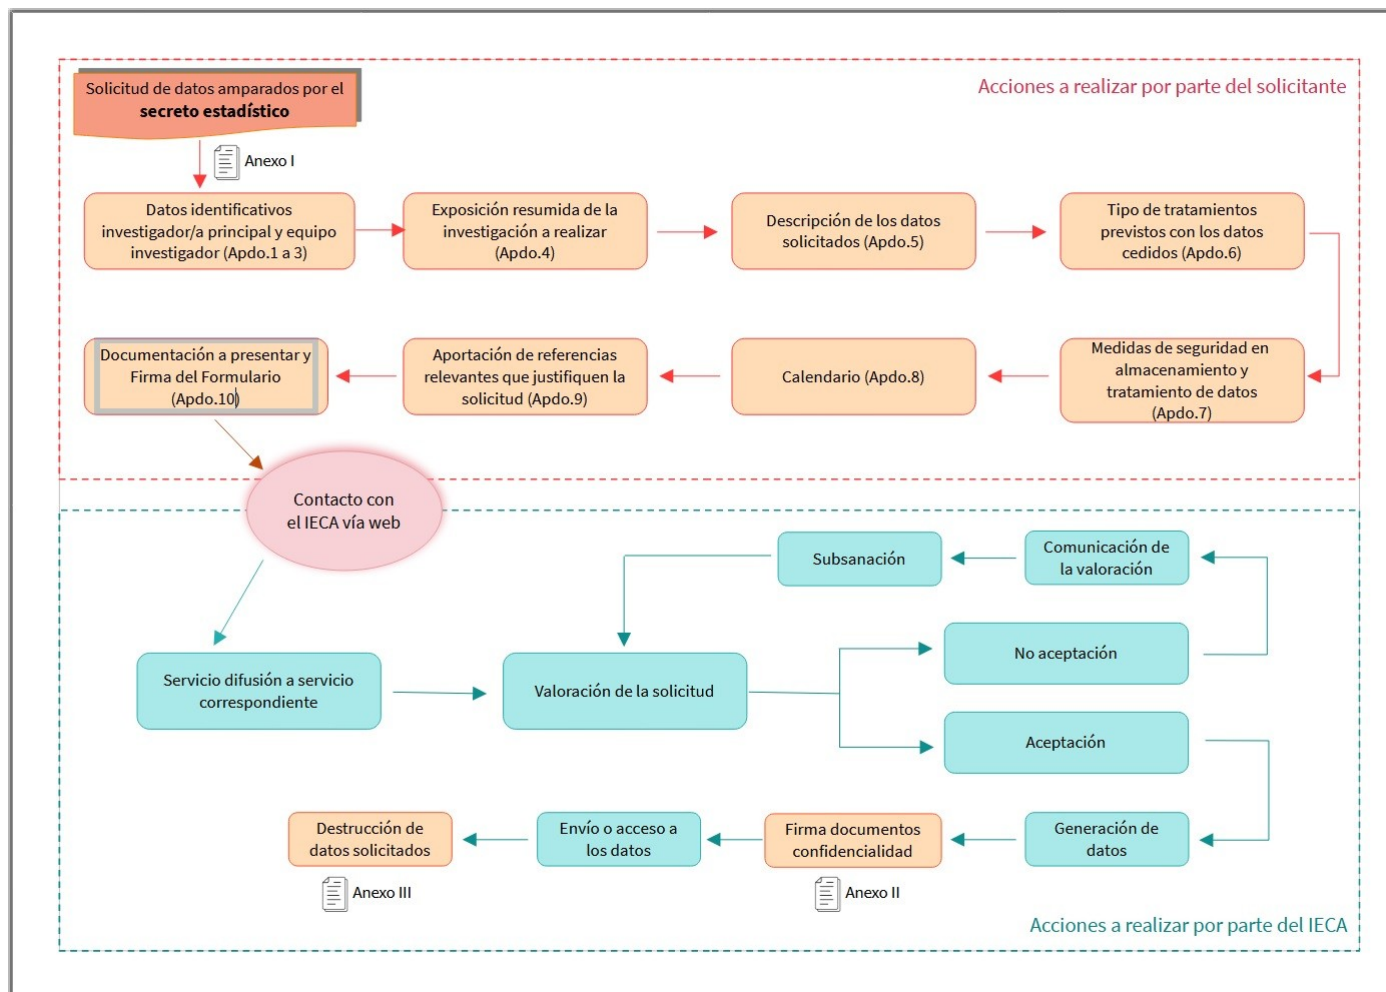 Solicitud de datos amparados por el
secreto estadístico
Acciones a realizar por parte del solicitante
Anexo I
Datos identificativos
investigador/a principal y equipo
investigador (Apdo.1 a 3)
Exposición resumida de la
investigación a realizar
(Apdo.4)
Descripción de los datos
solicitados (Apdo.5)
Tipo de tratamientos
previstos con los datos
cedidos (Apdo.6)
Documentación a presentar y
Firma del Formulario
(Apdo.10)
Aportación de referencias
relevantes que justifiquen la
solicitud (Apdo.9)
Calendario (Apdo.8)
Medidas de seguridad en
almacenamiento y
tratamiento de datos
(Apdo.7)
Contacto con
el IECA vía web
Subsanación
Comunicación de
la valoración
Servicio difusión a servicio
correspondiente
Valoración de la solicitud
No aceptación
Aceptación
Destrucción de
datos solicitados
Envío o acceso a
los datos
Firma documentos
confidencialidad
Generación de
datos
Anexo III
Anexo II
Acciones a realizar por parte del IECA